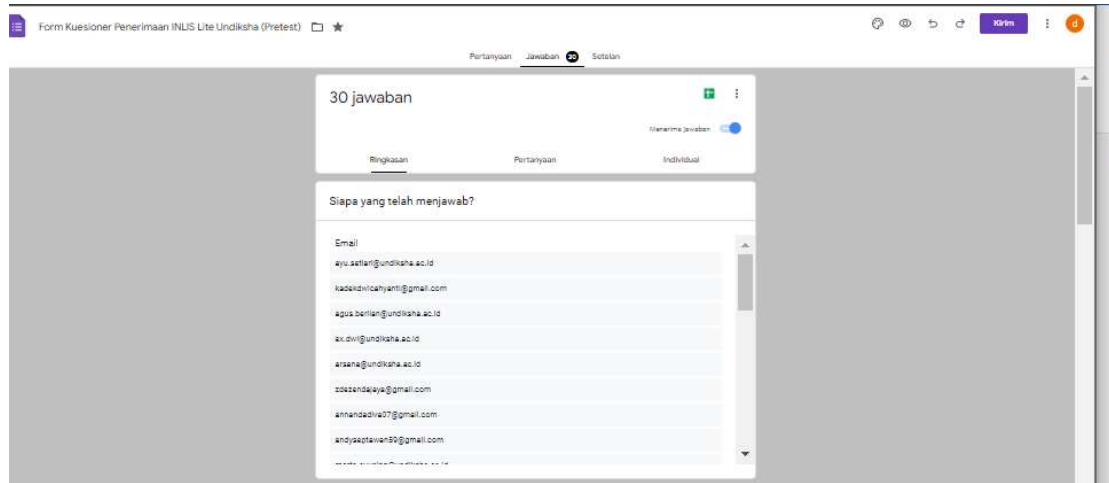 Form Kuesioner Penerimaan INLIS Lite Undiksha (Pretest)
Kirim
d
Pertanyaan Jawaban 30 Setelan
30 jawaban
Menerima jawaban
Ringkasan Pertanyaan Individual
Siapa yang telah menjawab?
Email
ayu.setiari@undiksha.ac.id
kadekdwicahyanti@gmail.com
agus.berlian@undiksha.ac.id
ax.dwi@undiksha.ac.id
arsana@undiksha.ac.id
zdezendajaya@gmail.com
annandadiva07@gmail.com
andyseptawan59@gmail.com